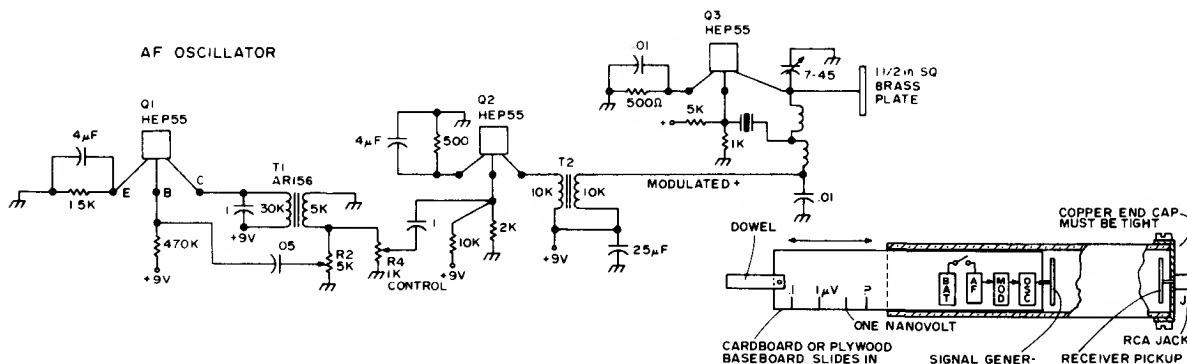 AF OSCILLATOR
Q1
HEP55
4µF
1.5K
E
B
C
470K
+9V
.1
+9V
T1
AR156
30K
5K
.05
R2
5K
R4
1K
CONTROL
4µF
500
Q2
HEP55
.1
10K
+9V
2K
T2
10K
10K
+9V
25µF
MODULATED +
Q3
HEP55
.01
500Ω
5K
+
1K
7-45
1 1/2 in SQ
BRASS
PLATE
.01
DOWEL
.1
1µV
?
ONE NANOVOLT
CARDBOARD OR PLYWOOD
BASEBOARD SLIDES IN
BAT
AF
MOD
OSC
SIGNAL GENER-
COPPER END CAP
MUST BE TIGHT
J
RCA JACK
RECEIVER PICKUP